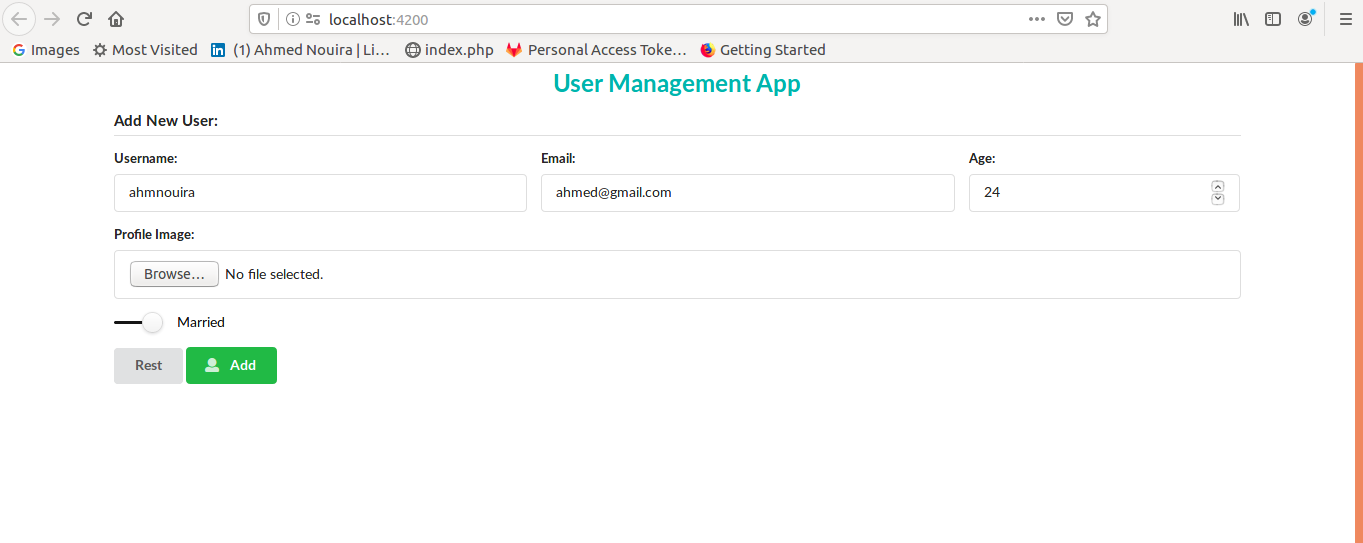 localhost:4200
Images Most Visited (1) Ahmed Nouira | Li… index.php Personal Access Toke… Getting Started
User Management App
Add New User:
Username: Email: Age:
ahmnouira ahmed@gmail.com 24
Profile Image:
Browse… No file selected.
Married
Rest Add